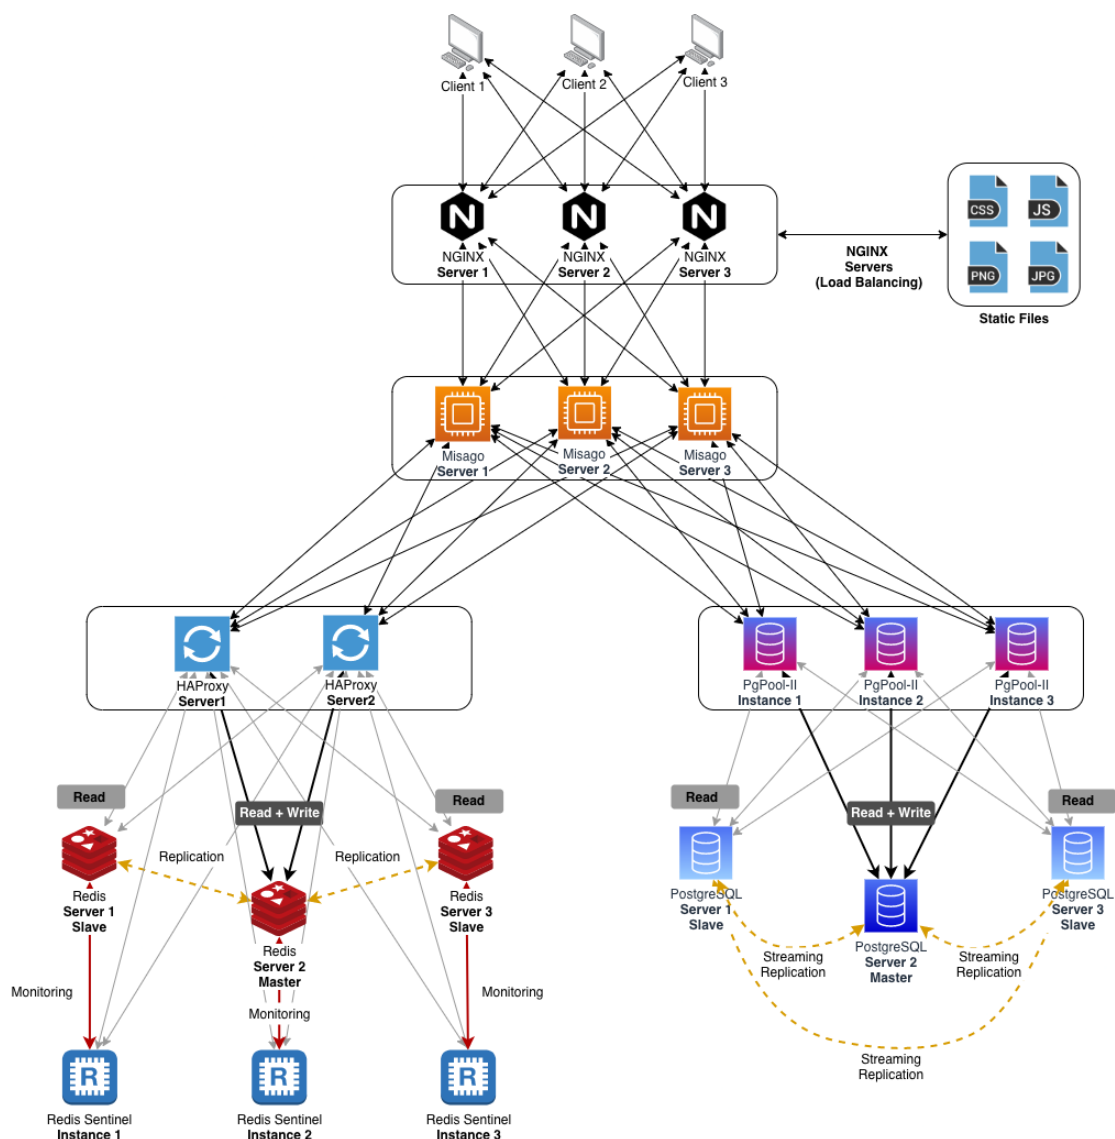 Client 1
Client 2
Client 3
N
N
N
NGINX
Server 1
NGINX
Server 2
NGINX
Server 3
NGINX
Servers
(Load Balancing)
CSS
JS
PNG
JPG
Static Files
Misago
Server 1
Misago
Server 2
Misago
Server 3
HAProxy
Server1
HAProxy
Server2
PgPool-II
Instance 1
PgPool-II
Instance 2
PgPool-II
Instance 3
Read
Read + Write
Read
Read
Read + Write
Read
Replication
Replication
Redis
Server 1
Slave
Redis
Server 2
Master
Redis
Server 3
Slave
PostgreSQL
Server 1
Slave
PostgreSQL
Server 2
Master
PostgreSQL
Server 3
Slave
Streaming
Replication
Streaming
Replication
Streaming
Replication
Monitoring
Monitoring
Monitoring
R
R
R
Redis Sentinel
Instance 1
Redis Sentinel
Instance 2
Redis Sentinel
Instance 3